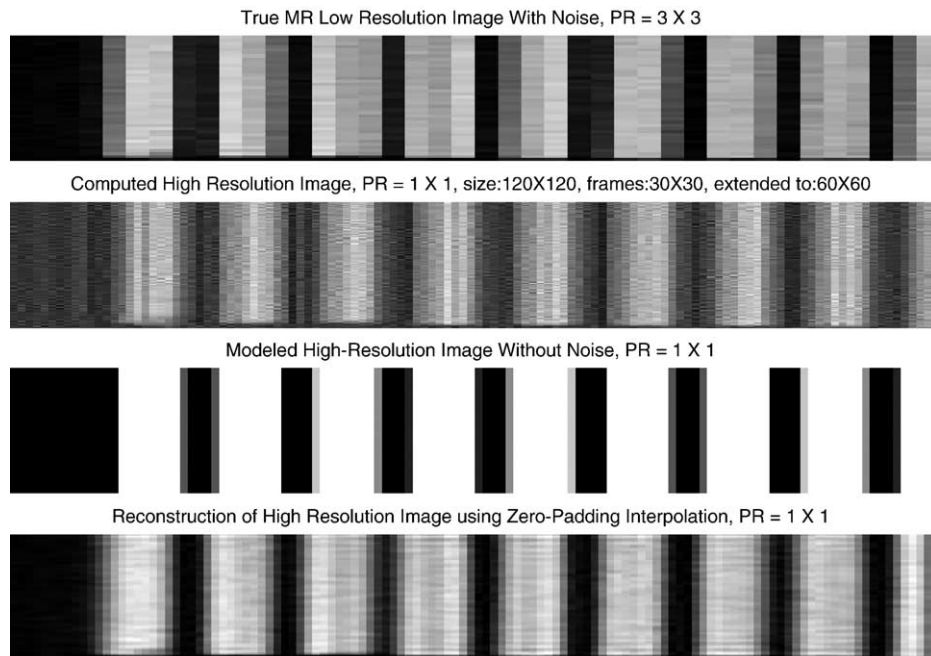 True MR Low Resolution Image With Noise, PR = 3 X 3
Computed High Resolution Image, PR = 1 X 1, size:120X120, frames:30X30, extended to:60X60
Modeled High-Resolution Image Without Noise, PR = 1 X 1
Reconstruction of High Resolution Image using Zero-Padding Interpolation, PR = 1 X 1